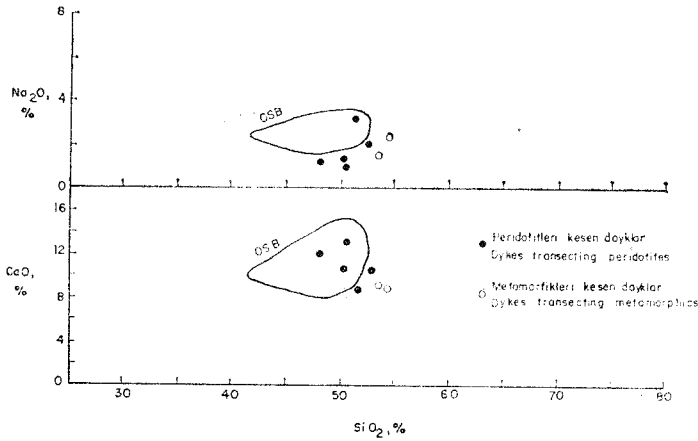 8
Na2O,
%
4
OSB
0
16
12
OSB
CaO,
%
8
4
0
30
40
50
60
70
80
SiO2, %
Peridotitleri kesen dayklar
Dykes transecting peridotites
Metamorfikleri kesen dayklar
Dykes transecting metamorphics